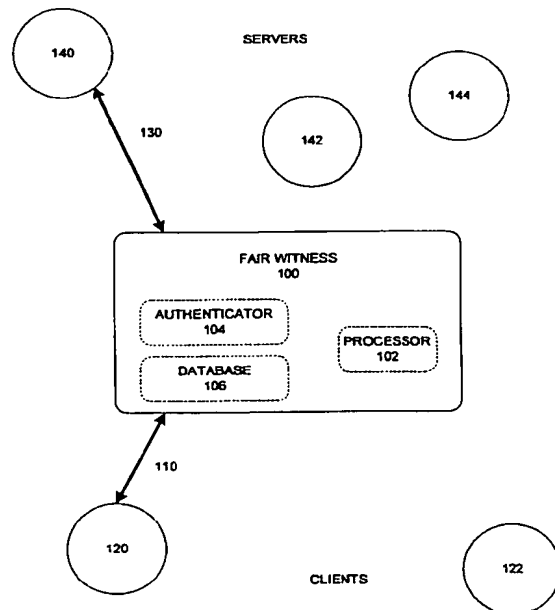 SERVERS
140
144
130
142
FAIR WITNESS
100
AUTHENTICATOR
104
PROCESSOR
102
DATABASE
106
110
120
122
CLIENTS